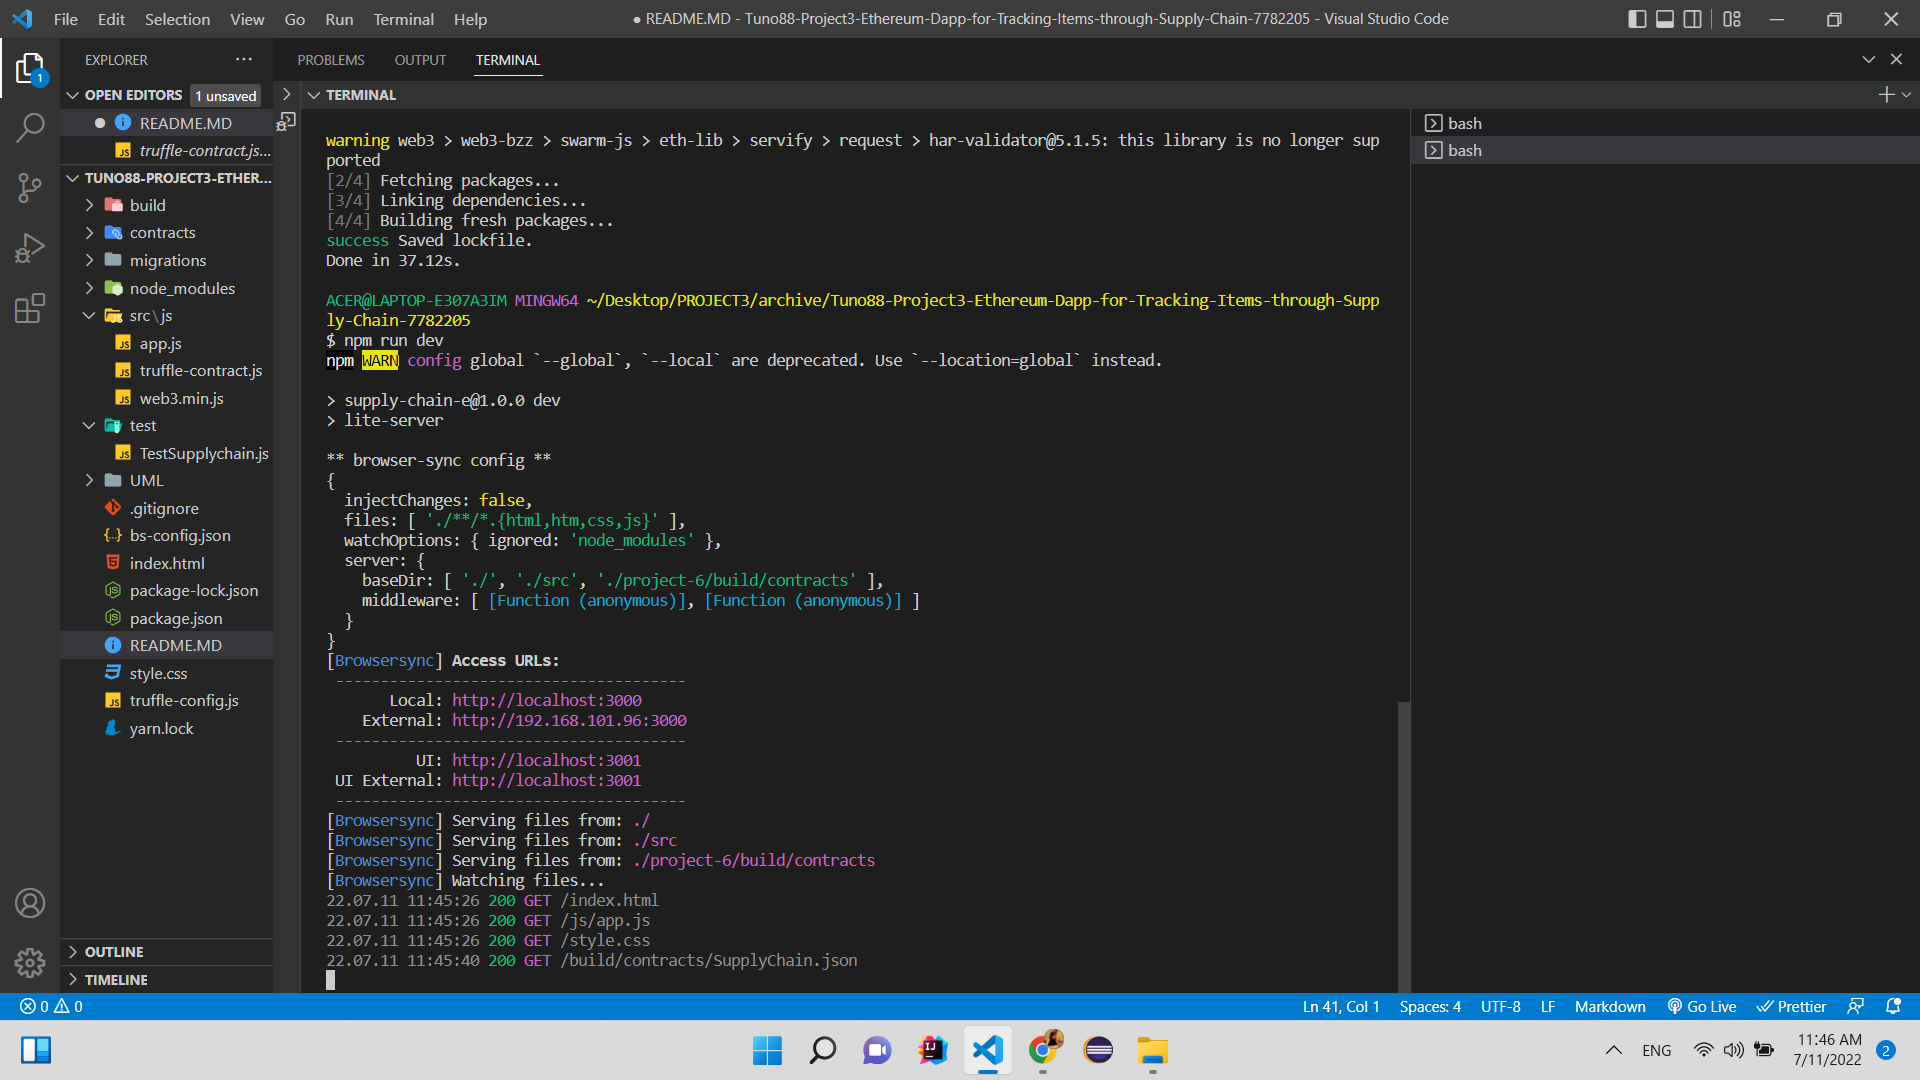 File Edit Selection View Go Run Terminal Help
● README.MD - Tuno88-Project3-Ethereum-Dapp-for-Tracking-Items-through-Supply-Chain-7782205 - Visual Studio Code
EXPLORER
1
OPEN EDITORS 1 unsaved
README.MD
truffle-contract.js...
TUNO88-PROJECT3-ETHER...
build
contracts
migrations
node_modules
src\js
app.js
truffle-contract.js
web3.min.js
test
TestSupplychain.js
UML
.gitignore
bs-config.json
index.html
package-lock.json
package.json
README.MD
style.css
truffle-config.js
yarn.lock
OUTLINE
TIMELINE
PROBLEMS OUTPUT TERMINAL
TERMINAL
warning web3 > web3-bzz > swarm-js > eth-lib > servify > request > har-validator@5.1.5: this library is no longer sup
ported
[2/4] Fetching packages...
[3/4] Linking dependencies...
[4/4] Building fresh packages...
success Saved lockfile.
Done in 37.12s.
ACER@LAPTOP-E307A3IM MINGW64 ~/Desktop/PROJECT3/archive/Tuno88-Project3-Ethereum-Dapp-for-Tracking-Items-through-Supp
ly-Chain-7782205
$ npm run dev
npm WARN config global `--global`, `--local` are deprecated. Use `--location=global` instead.
> supply-chain-e@1.0.0 dev
> lite-server
** browser-sync config **
{
injectChanges: false,
files: [ './**/*.{html,htm,css,js}' ],
watchOptions: { ignored: 'node_modules' },
server: {
baseDir: [ './', './src', './project-6/build/contracts' ],
middleware: [ [Function (anonymous)], [Function (anonymous)] ]
}
}
[Browsersync] Access URLs:
---------------------------------------
Local: http://localhost:3000
External: http://192.168.101.96:3000
---------------------------------------
UI: http://localhost:3001
UI External: http://localhost:3001
---------------------------------------
[Browsersync] Serving files from: ./
[Browsersync] Serving files from: ./src
[Browsersync] Serving files from: ./project-6/build/contracts
[Browsersync] Watching files...
22.07.11 11:45:26 200 GET /index.html
22.07.11 11:45:26 200 GET /js/app.js
22.07.11 11:45:26 200 GET /style.css
22.07.11 11:45:40 200 GET /build/contracts/SupplyChain.json
bash
bash
0 0
Ln 41, Col 1 Spaces: 4 UTF-8 LF Markdown Go Live Prettier
ENG
11:46 AM
7/11/2022
2